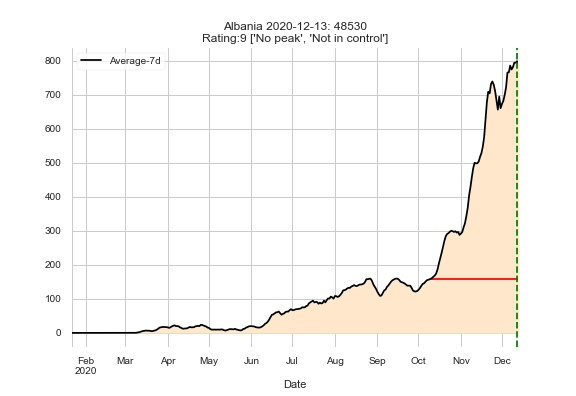 Albania 2020-12-13: 48530
Rating:9 ['No peak', 'Not in control']
Average-7d
800
700
600
500
400
300
200
100
0
Feb Mar Apr May Jun Jul Aug Sep Oct Nov Dec
2020
Date